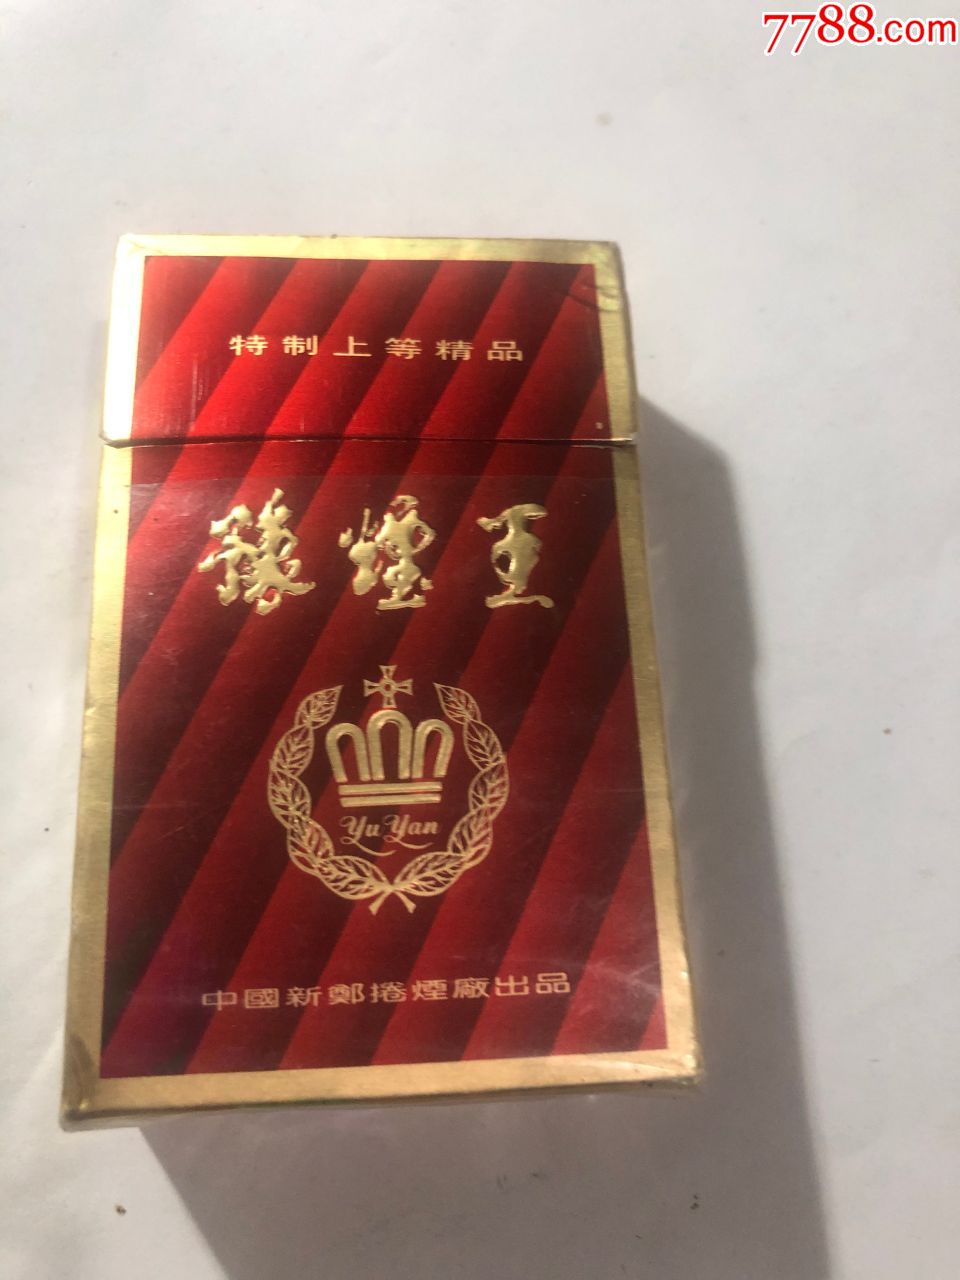 7788.com
特制上等精品
豫煙王
Yu Yan
中國新鄭捲煙廠出品